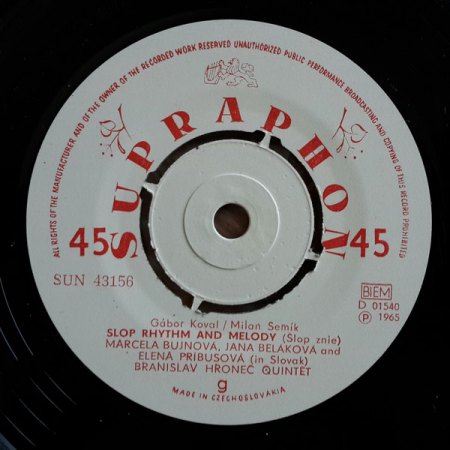 ALL RIGHTS OF THE MANUFACTURER AND OF THE OWNER OF THE RECORDED WORK RESERVED UNAUTHORIZED PUBLIC PERFORMANCE BROADCASTING AND COPYING OF THIS RECORD PROHIBITED
SUPRAPHON
45 45
SUN 43156
BIEM
D 01540
Ⓟ 1965
Gábor Koval / Milan Semík
SLOP RHYTHM AND MELODY (Slop znie)
MARCELA BUJNOVÁ, JANA BELÁKOVÁ and
ELENA PRIBUSOVÁ (in Slovak)
BRANISLAV HRONEC QUINTET
g
MADE IN CZECHOSLOVAKIA